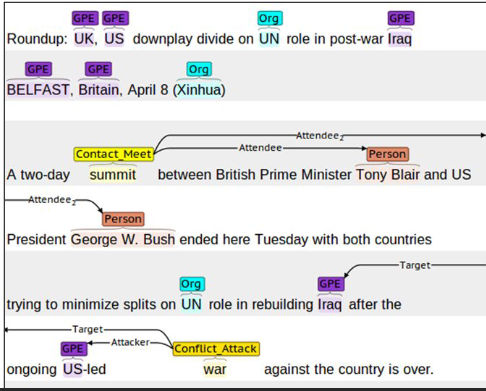 GPE GPE Org GPE
Roundup: UK, US downplay divide on UN role in post-war Iraq
GPE GPE Org
BELFAST, Britain, April 8 (Xinhua)
Attendee2
Contact_Meet Attendee Person
A two-day summit between British Prime Minister Tony Blair and US
Attendee2
Person
President George W. Bush ended here Tuesday with both countries
Target
Org GPE
trying to minimize splits on UN role in rebuilding Iraq after the
Target
GPE Attacker Conflict_Attack
ongoing US-led war against the country is over.